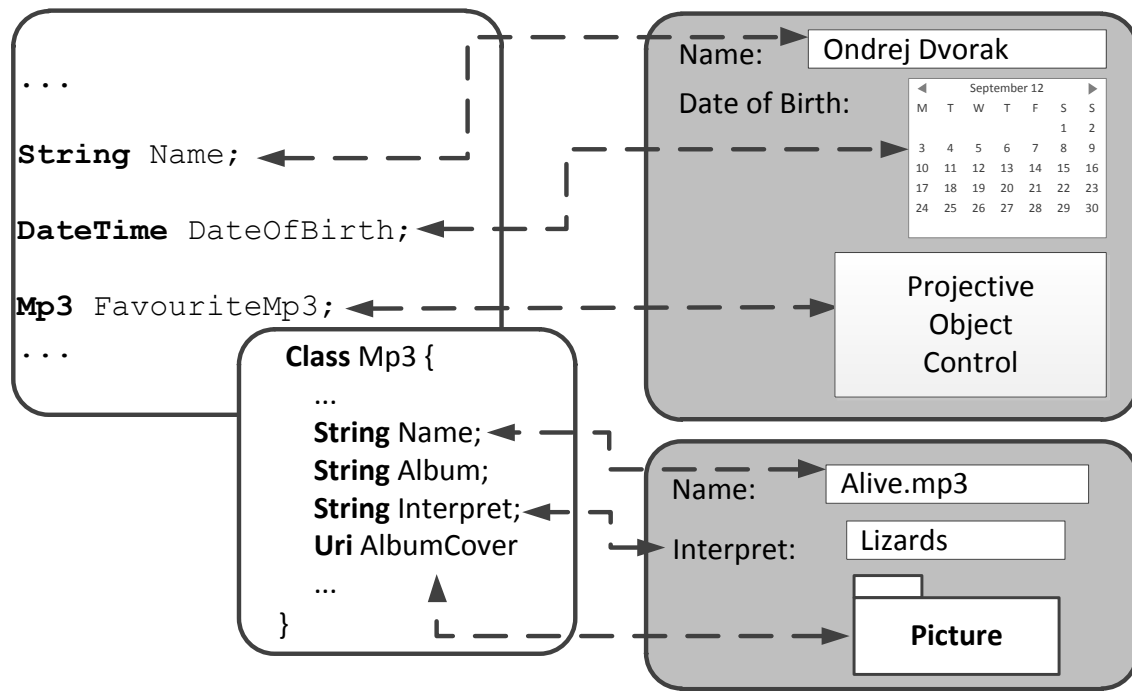 ...
String Name;
DateTime DateOfBirth;
Mp3 FavouriteMp3;
...
Class Mp3 {
...
String Name;
String Album;
String Interpret;
Uri AlbumCover
...
}
Name: Ondrej Dvorak
Date of Birth:
September 12
M T W T F S S
1 2
3 4 5 6 7 8 9
10 11 12 13 14 15 16
17 18 19 20 21 22 23
24 25 26 27 28 29 30
Projective
Object
Control
Name: Alive.mp3
Interpret: Lizards
Picture